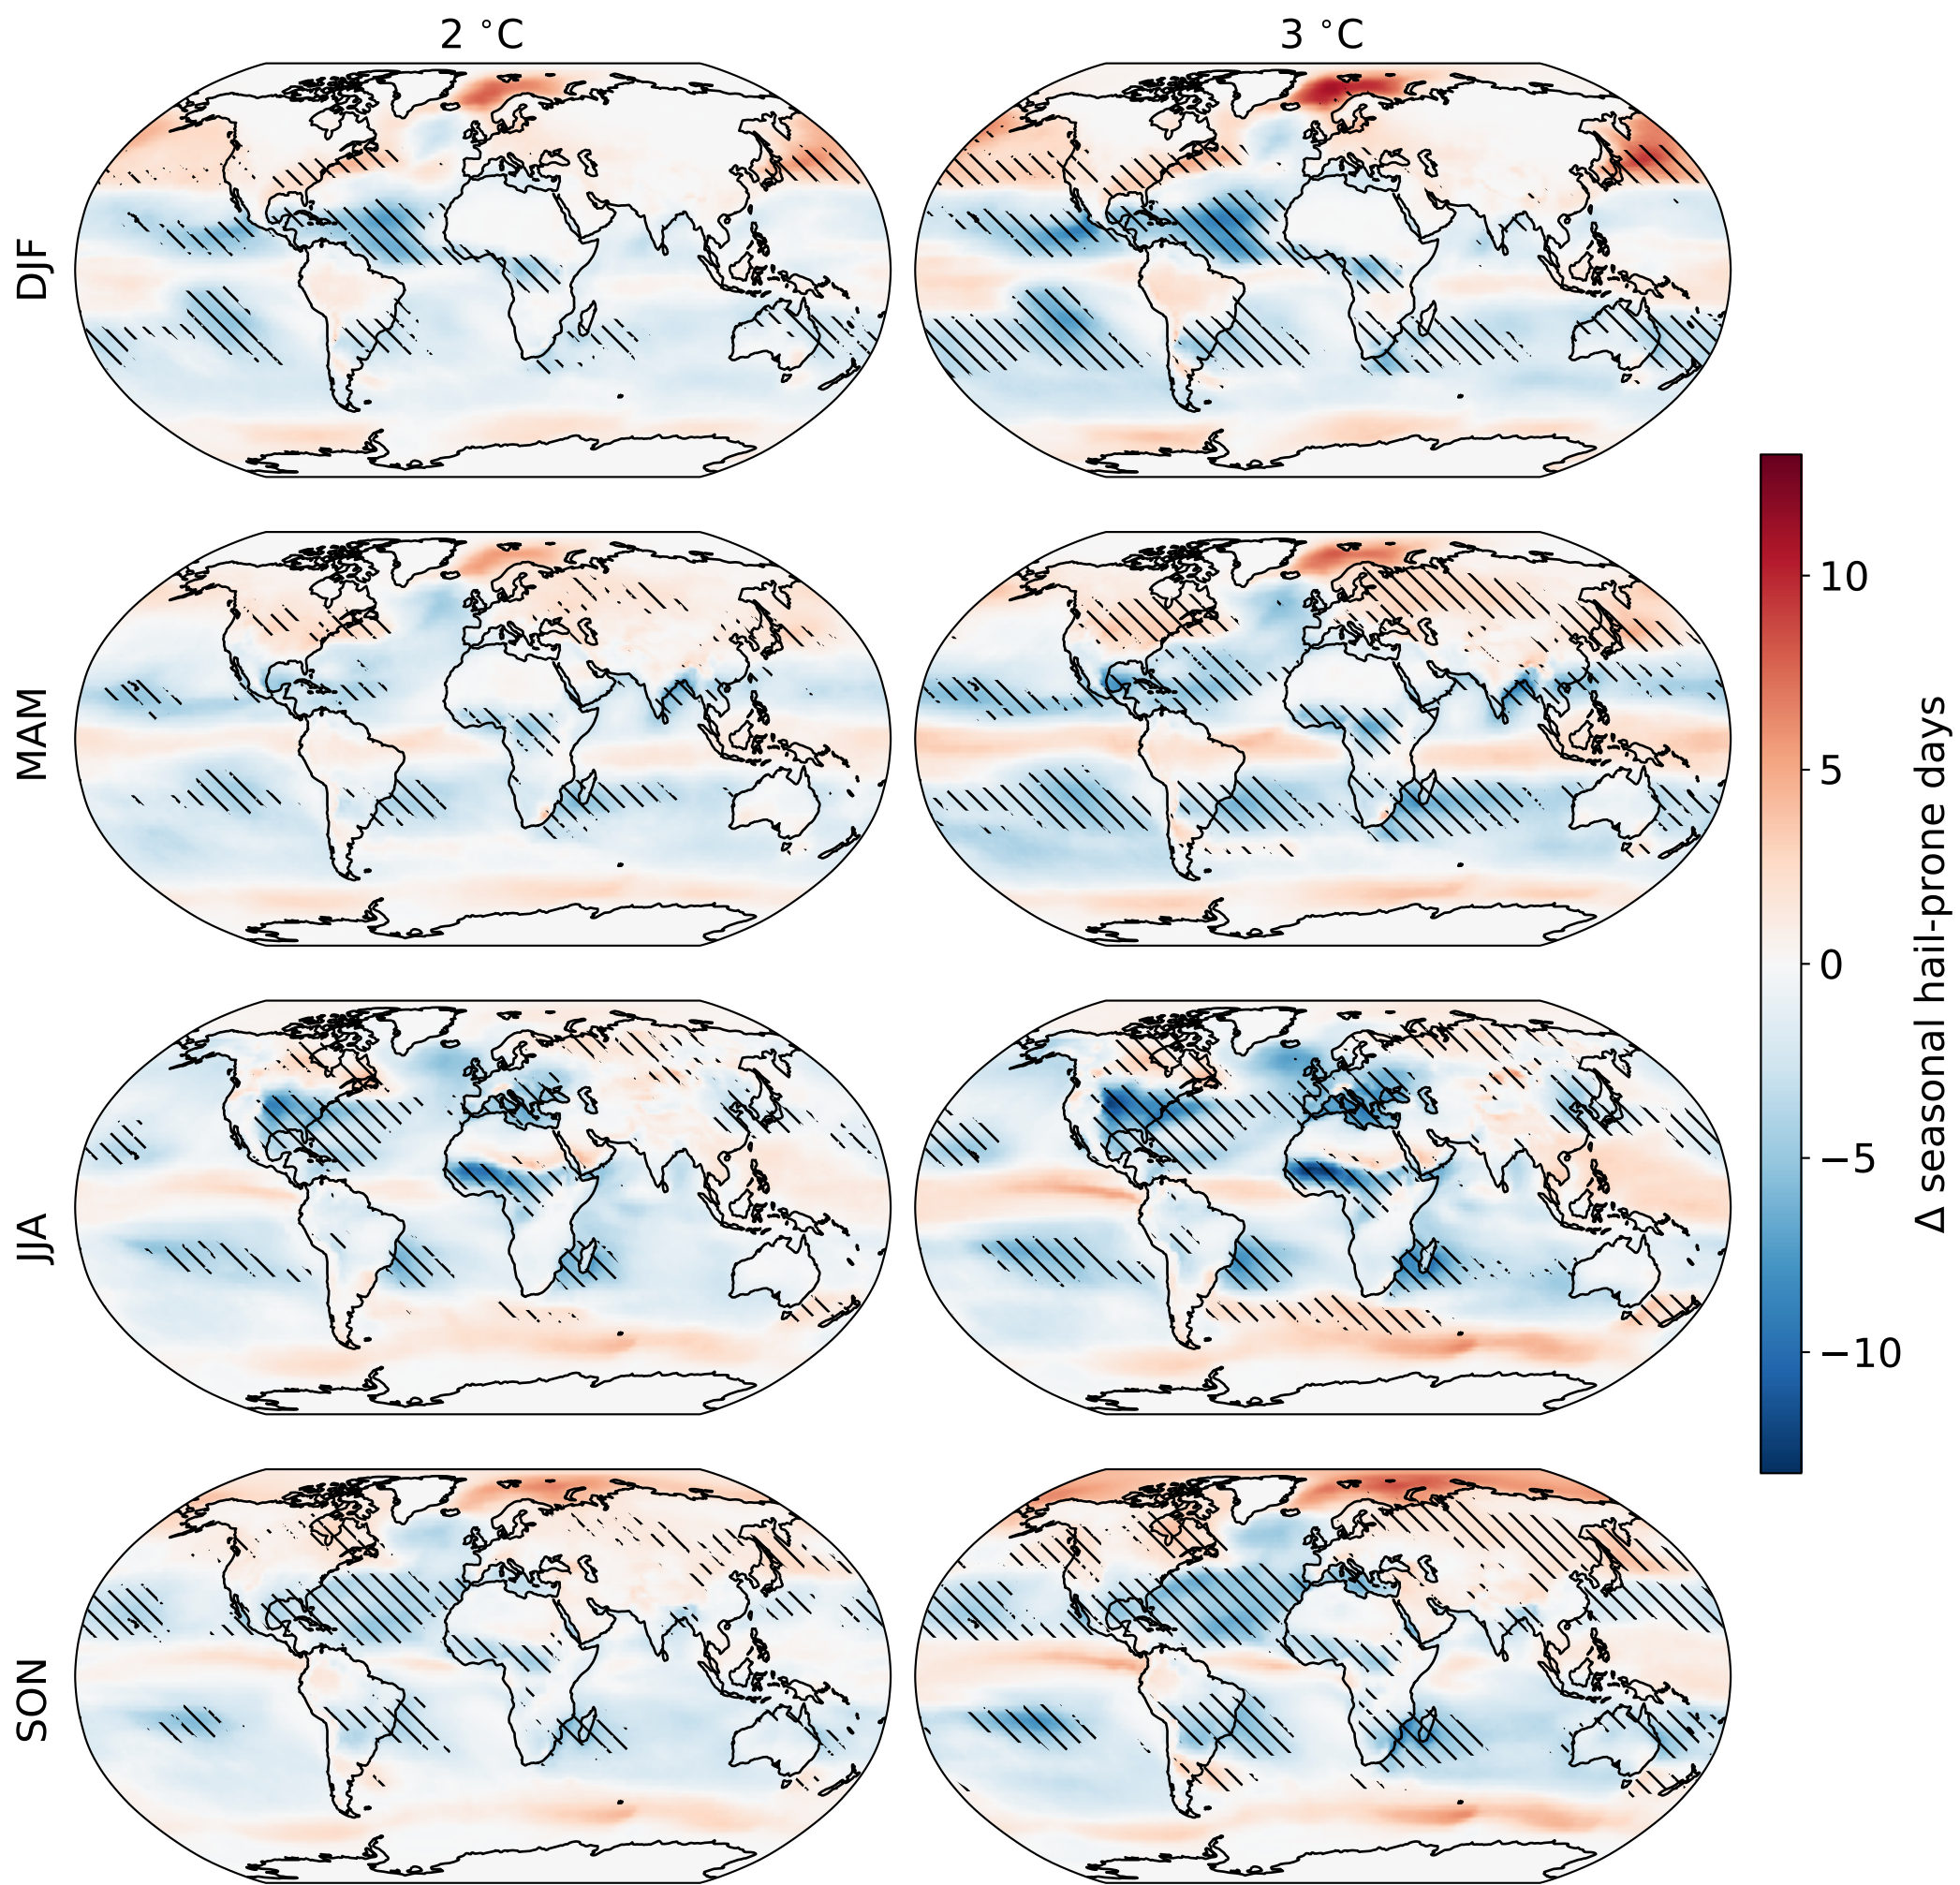 2 °C
3 °C
DJF
MAM
JJA
SON
10
5
0
−5
−10
Δ seasonal hail-prone days